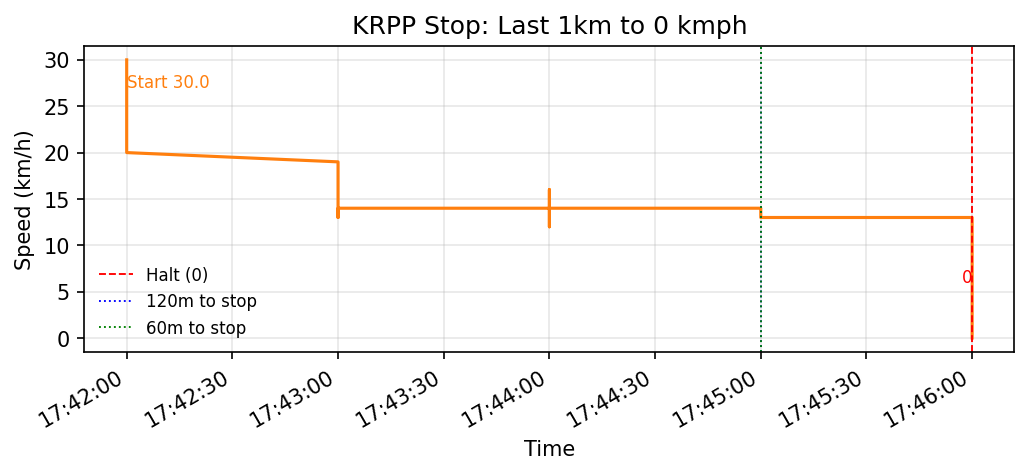 KRPP Stop: Last 1km to 0 kmph
Speed (km/h)
30
25
20
15
10
5
0
Start 30.0
0
Halt (0)
120m to stop
60m to stop
17:42:00
17:42:30
17:43:00
17:43:30
17:44:00
17:44:30
17:45:00
17:45:30
17:46:00
Time